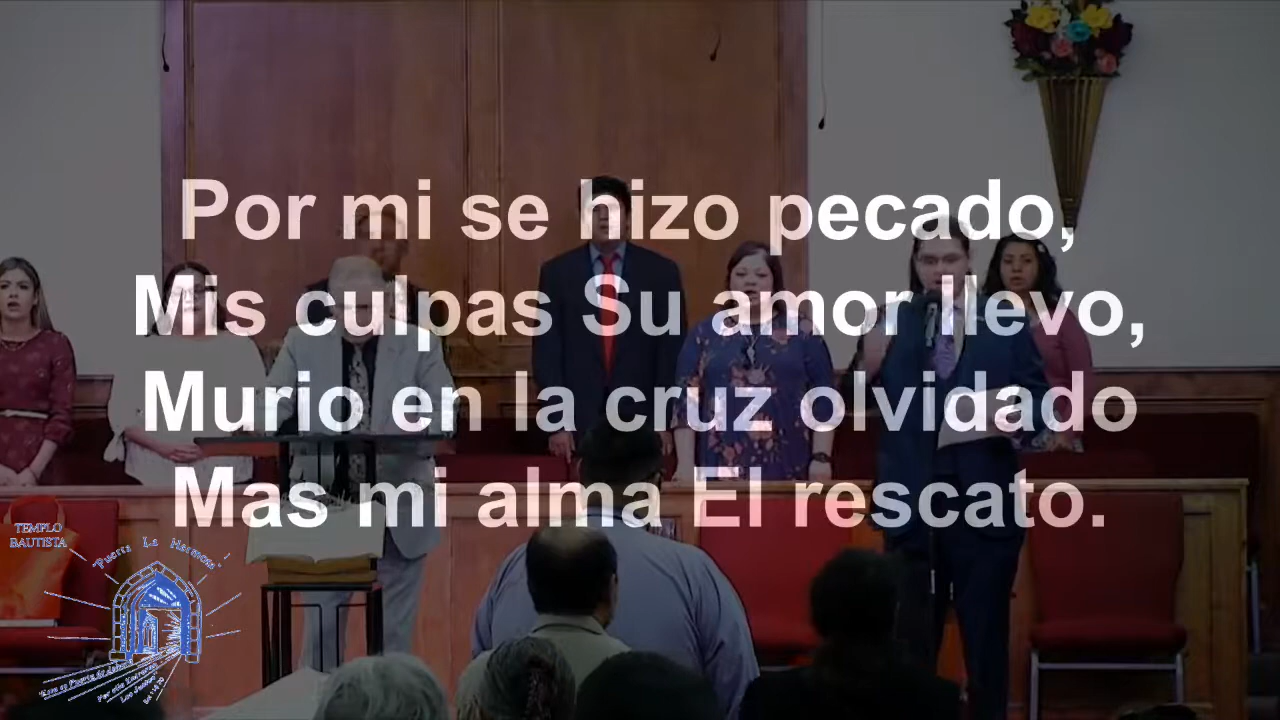 Por mi se hizo pecado,
Mis culpas Su amor llevo,
Murio en la cruz olvidado
Mas mi alma El rescato.
TEMPLO
BAUTISTA
"Puerta La Hermosa"